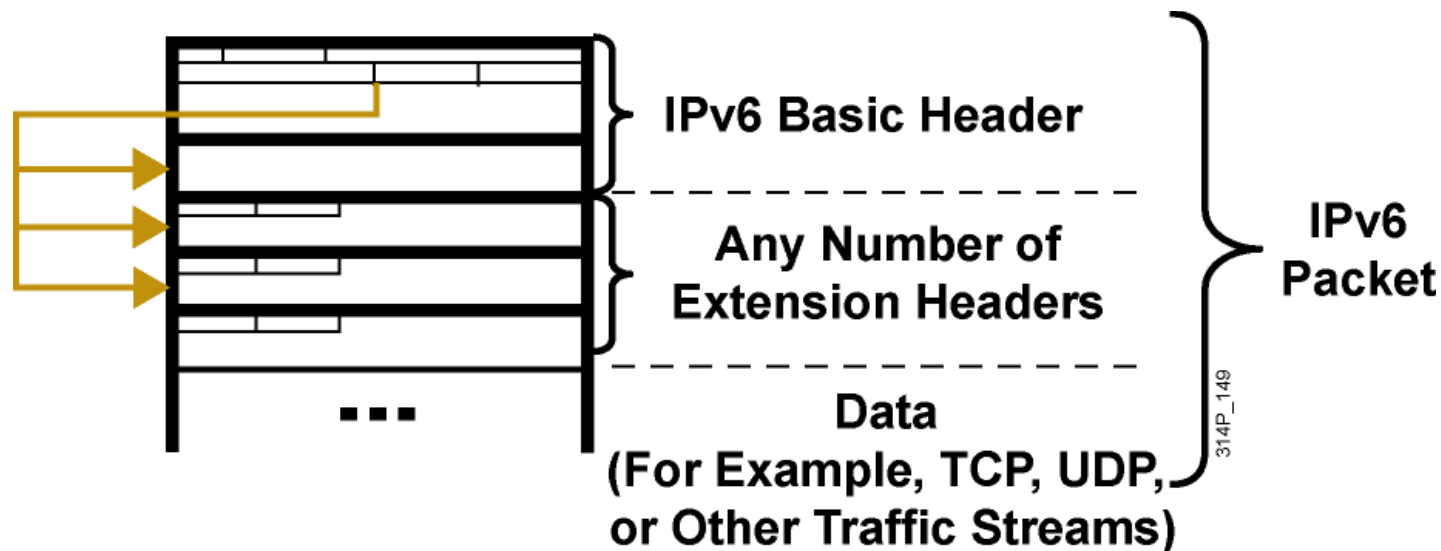 IPv6 Basic Header
Any Number of
Extension Headers
Data
(For Example, TCP, UDP,
or Other Traffic Streams)
IPv6
Packet
314P_149